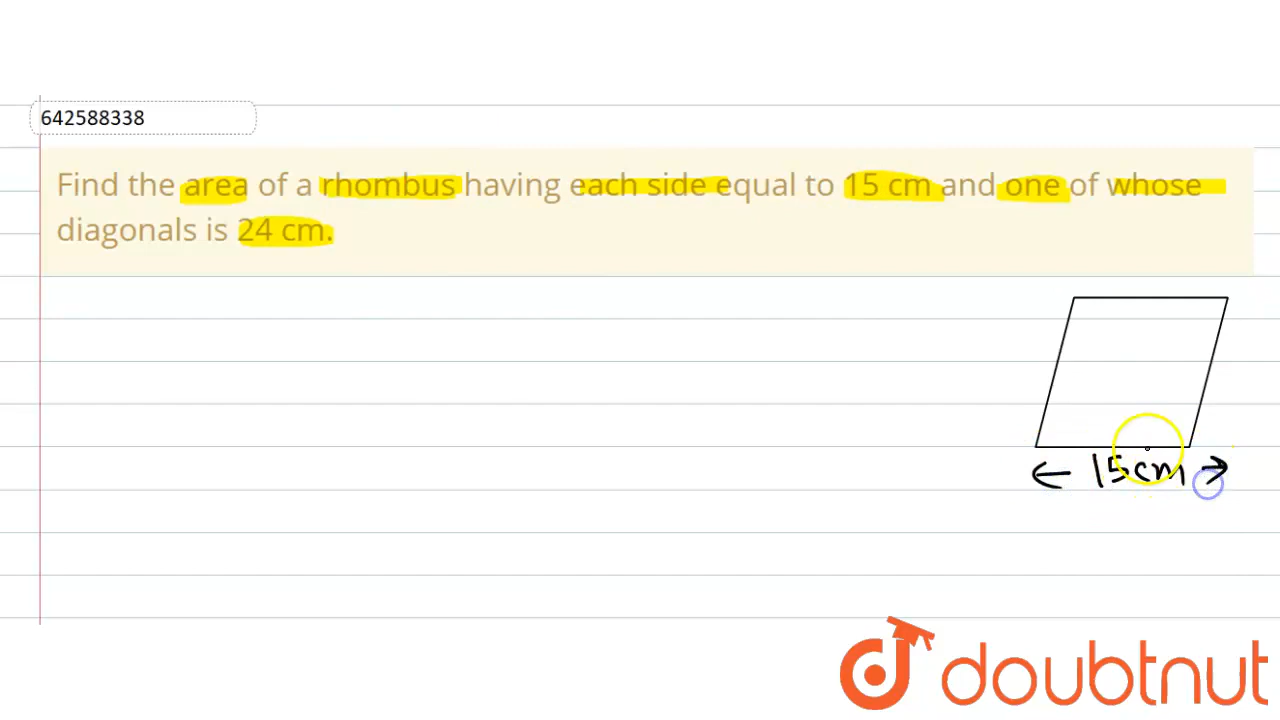 642588338
Find the area of a rhombus having each side equal to 15 cm and one of whose
diagonals is 24 cm.
15cm
doubtnut